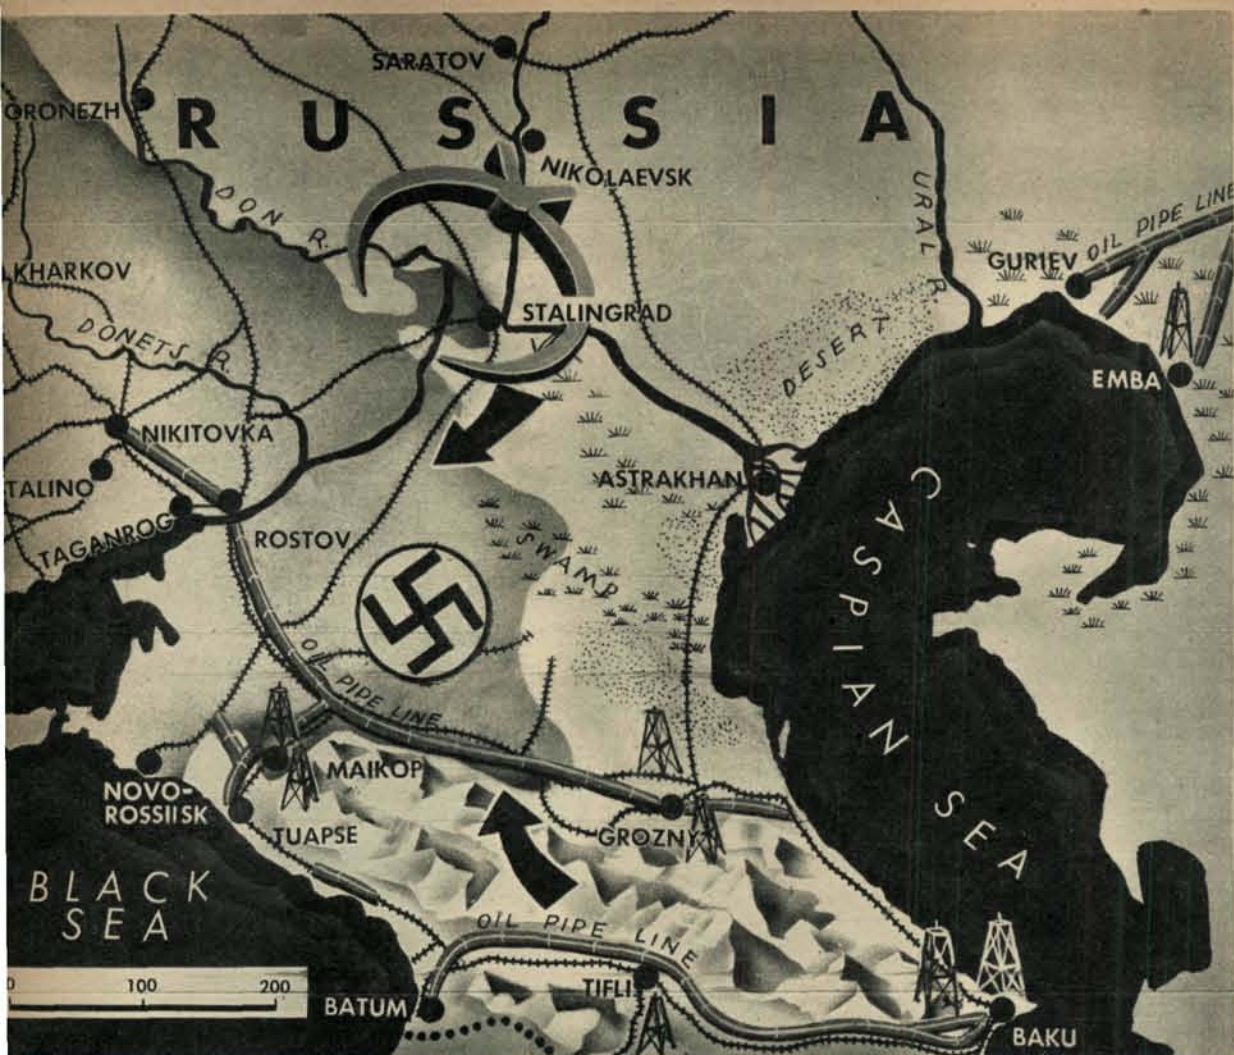 SARATOV
ORONEZH
RUSSIA
NIKOLAEVSK
DON R.
URAL R.
OIL PIPE LINE
GURIEV
KHARKOV
STALINGRAD
DONETS R.
DESERT
EMBA
NIKITOVKA
TALINO
ASTRAKHAN
CASPIAN SEA
TAGANROG
ROSTOV
SWAMP
OIL PIPE LINE
MAIKOP
NOVO-
ROSSIISK
TUAPSE
GROZNY
BLACK
SEA
OIL PIPE LINE
0 100 200
TIFLI
BATUM
BAKU